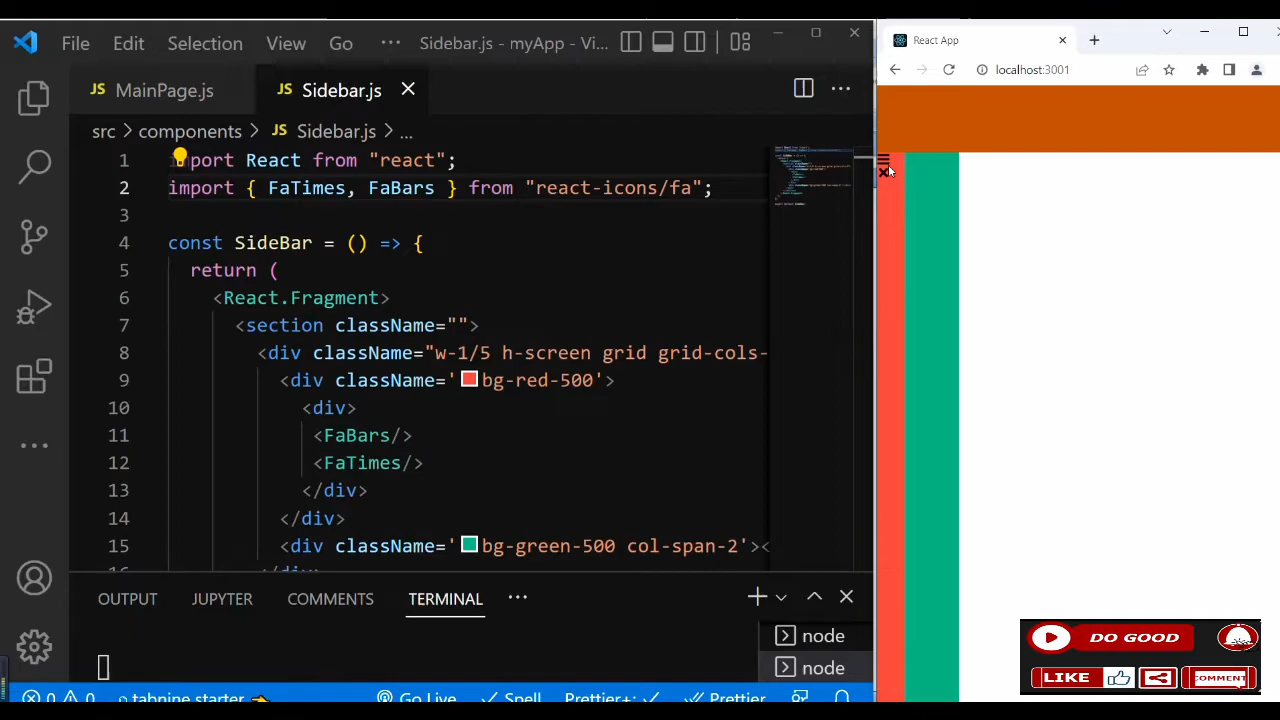 File Edit Selection View Go ··· Sidebar.js - myApp - Vi...
JS MainPage.js JS Sidebar.js
src > components > JS Sidebar.js > ...
1 import React from "react";
2 import { FaTimes, FaBars } from "react-icons/fa";
3
4 const SideBar = () => {
5 return (
6 <React.Fragment>
7 <section className="">
8 <div className="w-1/5 h-screen grid grid-cols-
9 <div className='bg-red-500'>
10 <div>
11 <FaBars/>
12 <FaTimes/>
13 </div>
14 </div>
15 <div className='bg-green-500 col-span-2'><
16 </div>
OUTPUT JUPYTER COMMENTS TERMINAL ···
node
node
0 0 tabnine starter Go Live Spell Prettier+: Prettier
React App
localhost:3001
DO GOOD
LIKE COMMENT